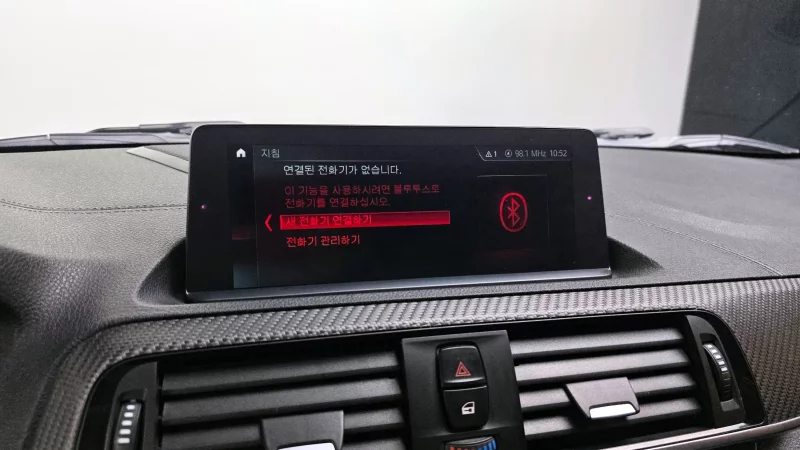 지침
1 98.1 MHz 10:52
연결된 전화기가 없습니다.
이 기능을 사용하시려면 블루투스로
전화기를 연결하십시오.
새 전화기 연결하기
전화기 관리하기